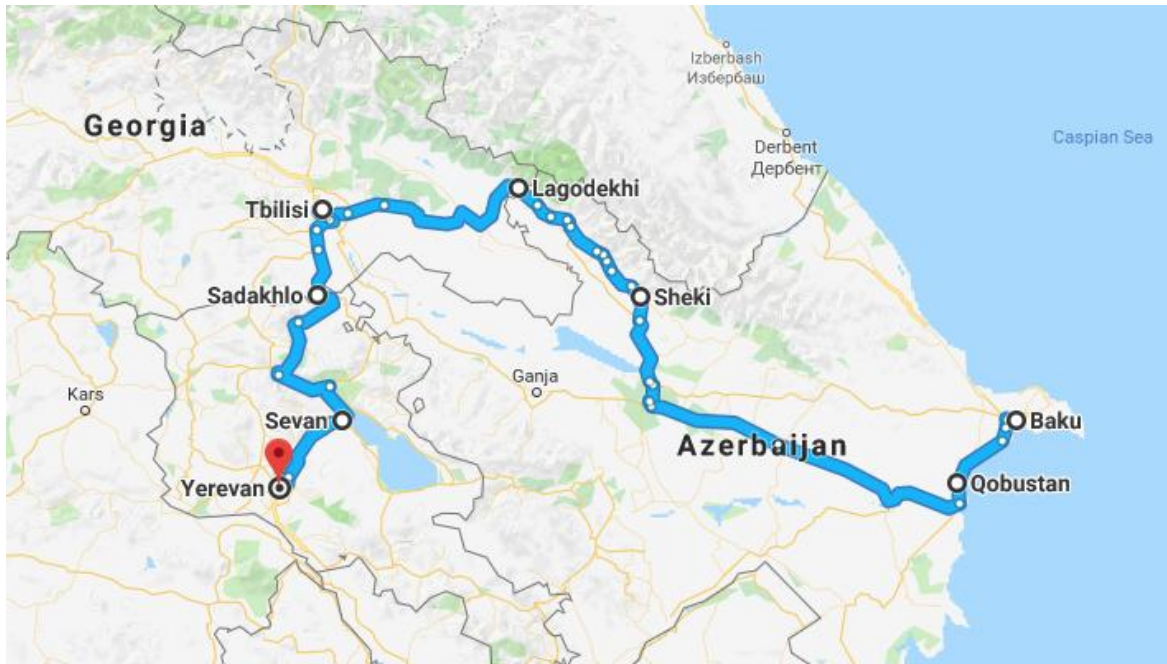 Izberbash
Избербаш
Georgia
Caspian Sea
Derbent
Дербент
Lagodekhi
Tbilisi
Sadakhlo
Sheki
Ganja
Kars
Sevan
Baku
Azerbaijan
Yerevan
Qobustan